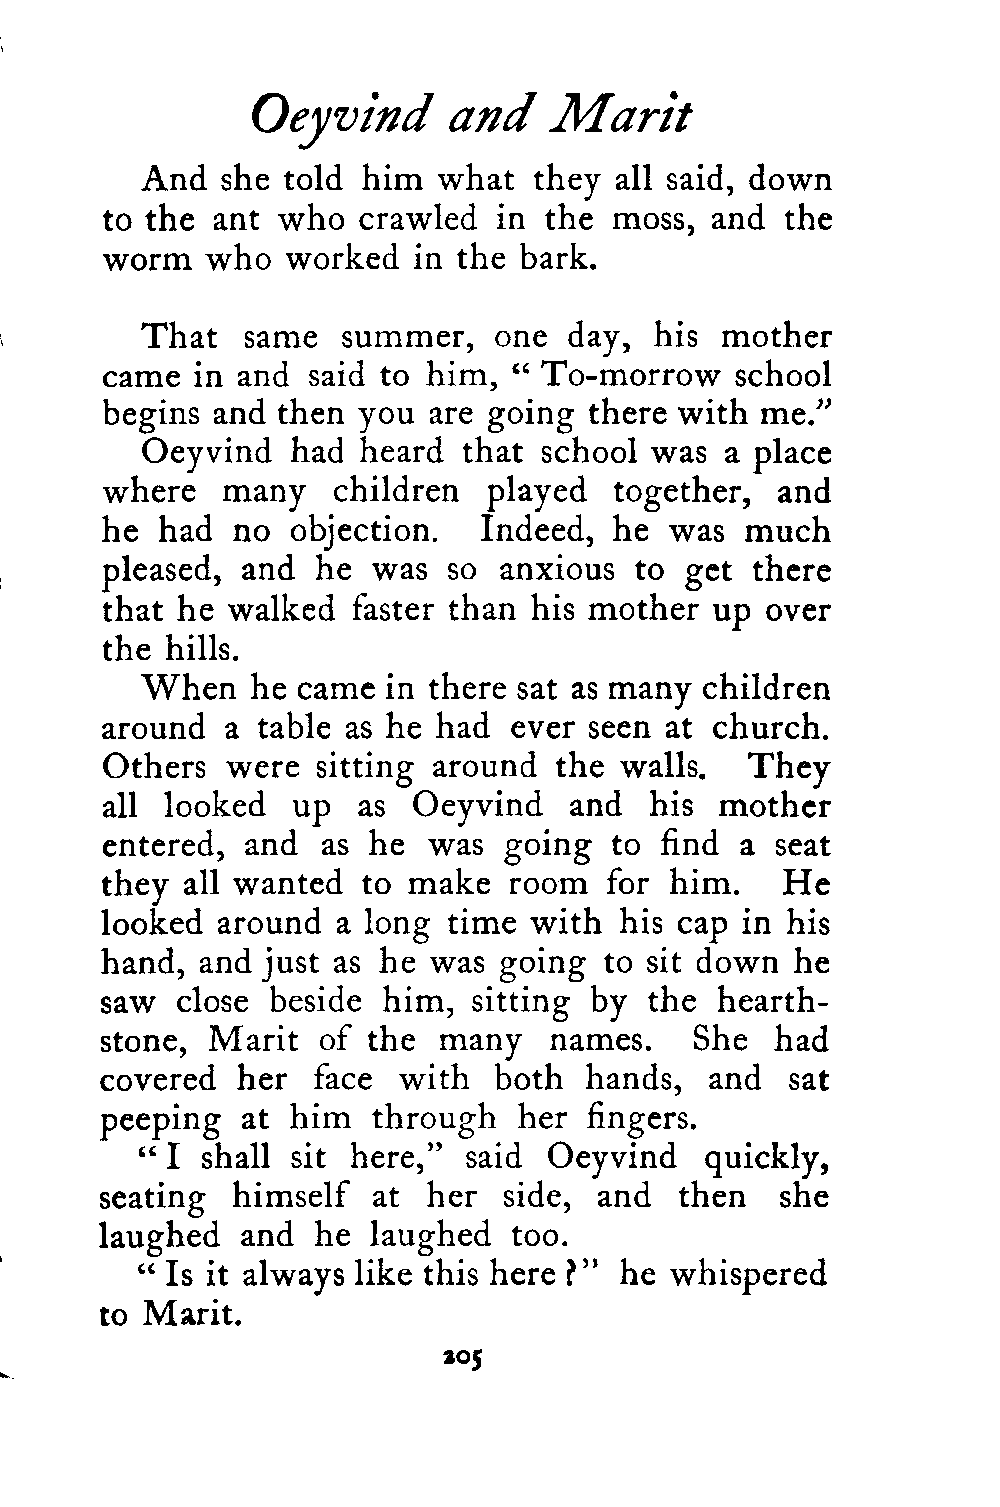 Oeyvind and Marit
And she told him what they all said, down
to the ant who crawled in the moss, and the
worm who worked in the bark.
That same summer, one day, his mother
came in and said to him, “ To-morrow school
begins and then you are going there with me.”
Oeyvind had heard that school was a place
where many children played together, and
he had no objection. Indeed, he was much
pleased, and he was so anxious to get there
that he walked faster than his mother up over
the hills.
When he came in there sat as many children
around a table as he had ever seen at church.
Others were sitting around the walls. They
all looked up as Oeyvind and his mother
entered, and as he was going to find a seat
they all wanted to make room for him. He
looked around a long time with his cap in his
hand, and just as he was going to sit down he
saw close beside him, sitting by the hearth-
stone, Marit of the many names. She had
covered her face with both hands, and sat
peeping at him through her fingers.
“ I shall sit here,” said Oeyvind quickly,
seating himself at her side, and then she
laughed and he laughed too.
“ Is it always like this here ?” he whispered
to Marit.
205